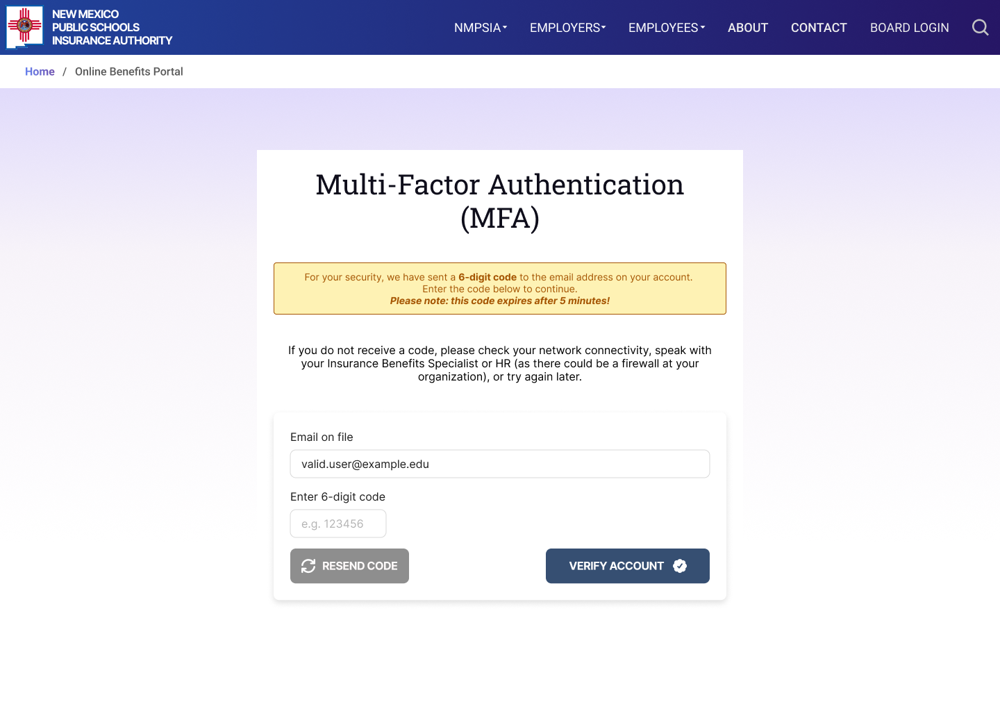 NEW MEXICO
PUBLIC SCHOOLS
INSURANCE AUTHORITY
NMPSIA
EMPLOYERS
EMPLOYEES
ABOUT
CONTACT
BOARD LOGIN
Home / Online Benefits Portal
Multi-Factor Authentication
(MFA)
For your security, we have sent a 6-digit code to the email address on your account.
Enter the code below to continue.
Please note: this code expires after 5 minutes!
If you do not receive a code, please check your network connectivity, speak with
your Insurance Benefits Specialist or HR (as there could be a firewall at your
organization), or try again later.
Email on file
valid.user@example.edu
Enter 6-digit code
e.g. 123456
RESEND CODE
VERIFY ACCOUNT